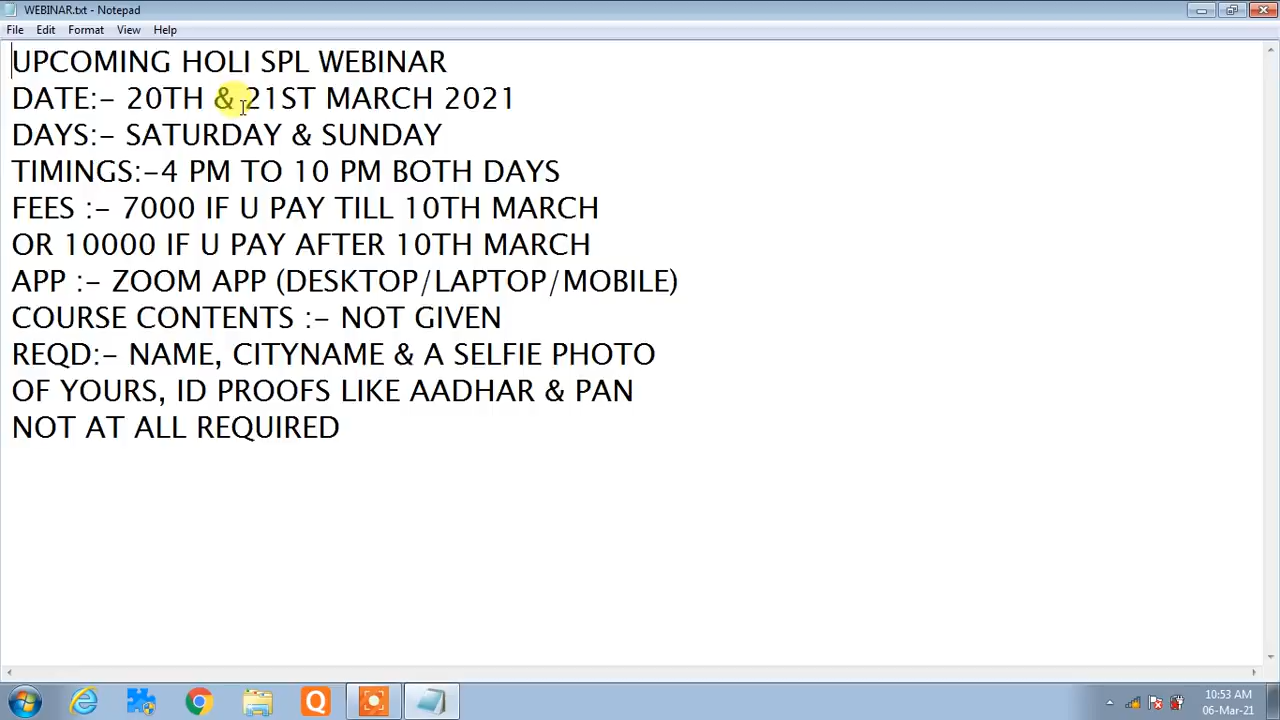 WEBINAR.txt - Notepad
File Edit Format View Help
UPCOMING HOLI SPL WEBINAR
DATE:- 20TH & 21ST MARCH 2021
DAYS:- SATURDAY & SUNDAY
TIMINGS:-4 PM TO 10 PM BOTH DAYS
FEES :- 7000 IF U PAY TILL 10TH MARCH
OR 10000 IF U PAY AFTER 10TH MARCH
APP :- ZOOM APP (DESKTOP/LAPTOP/MOBILE)
COURSE CONTENTS :- NOT GIVEN
REQD:- NAME, CITYNAME & A SELFIE PHOTO
OF YOURS, ID PROOFS LIKE AADHAR & PAN
NOT AT ALL REQUIRED
10:53 AM
06-Mar-21